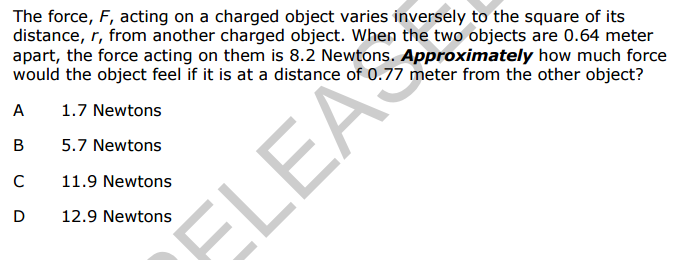 The force, F, acting on a charged object varies inversely to the square of its
distance, r, from another charged object. When the two objects are 0.64 meter
apart, the force acting on them is 8.2 Newtons. Approximately how much force
would the object feel if it is at a distance of 0.77 meter from the other object?
A 1.7 Newtons
B 5.7 Newtons
C 11.9 Newtons
D 12.9 Newtons
ELEASE